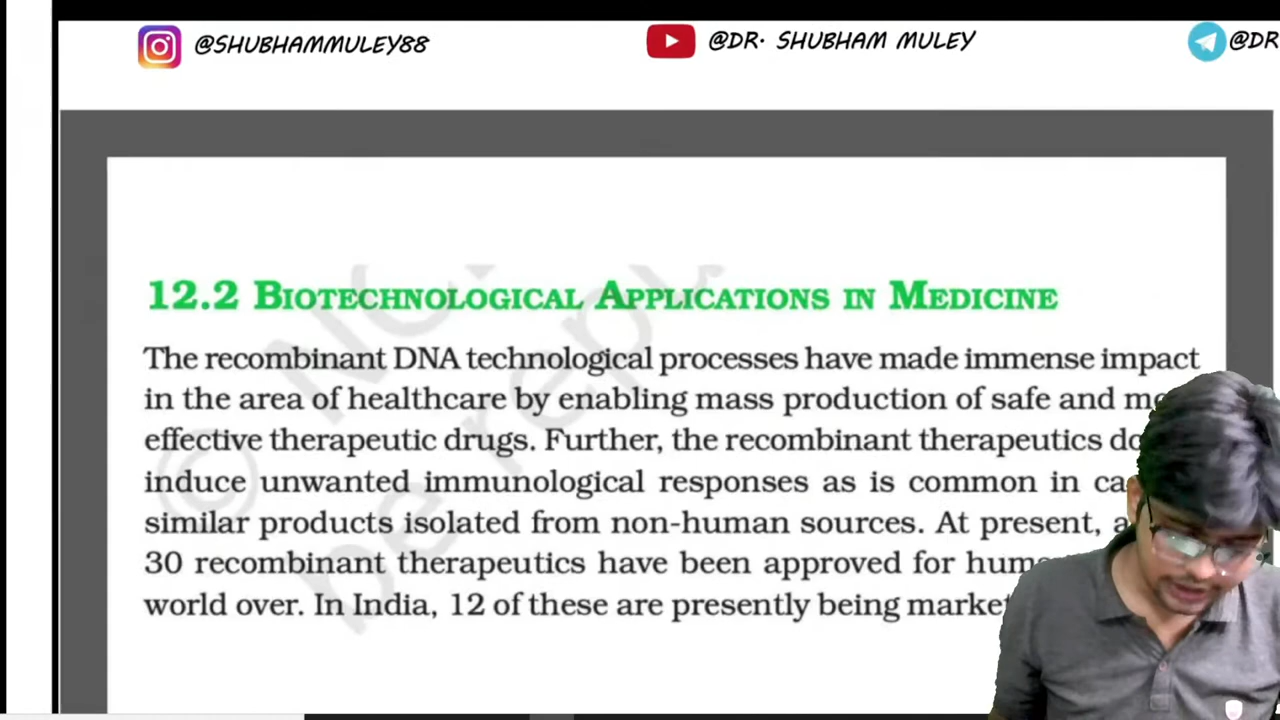 @SHUBHAMMULEY88
@DR. SHUBHAM MULEY
@DR
12.2 BIOTECHNOLOGICAL APPLICATIONS IN MEDICINE
The recombinant DNA technological processes have made immense impact
in the area of healthcare by enabling mass production of safe and
effective therapeutic drugs. Further, the recombinant therapeutics
induce unwanted immunological responses as is common in
similar products isolated from non-human sources. At present,
30 recombinant therapeutics have been approved for
world over. In India, 12 of these are presently being